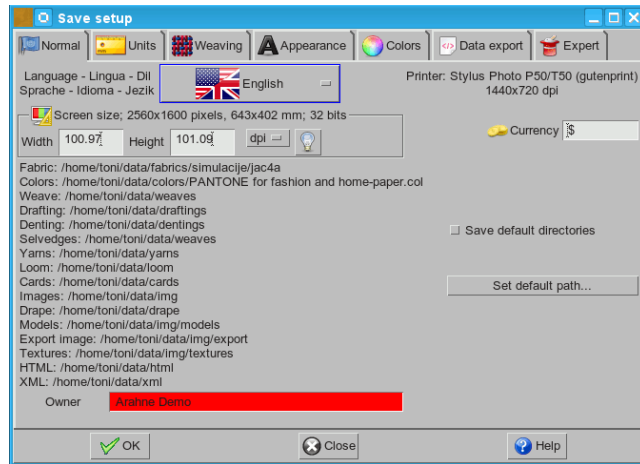 Save setup
Normal Units Weaving Appearance Colors Data export Expert
Language - Lingua - Dil
Sprache - Idioma - Jezik
English
Printer: Stylus Photo P50/T50 (gutenprint)
1440x720 dpi
Screen size; 2560x1600 pixels, 643x402 mm; 32 bits
Width 100.97 Height 101.09 dpi
Currency $
Fabric: /home/toni/data/fabrics/simulacije/jac4a
Colors: /home/toni/data/colors/PANTONE for fashion and home-paper.col
Weave: /home/toni/data/weaves
Drafting: /home/toni/data/draftings
Denting: /home/toni/data/dentings
Selvedges: /home/toni/data/weaves
Yarns: /home/toni/data/yarns
Loom: /home/toni/data/loom
Cards: /home/toni/data/cards
Images: /home/toni/data/img
Drape: /home/toni/data/drape
Models: /home/toni/data/img/models
Export image: /home/toni/data/img/export
Textures: /home/toni/data/img/textures
HTML: /home/toni/data/html
XML: /home/toni/data/xml
Save default directories
Set default path...
Owner Arahne Demo
OK Close Help